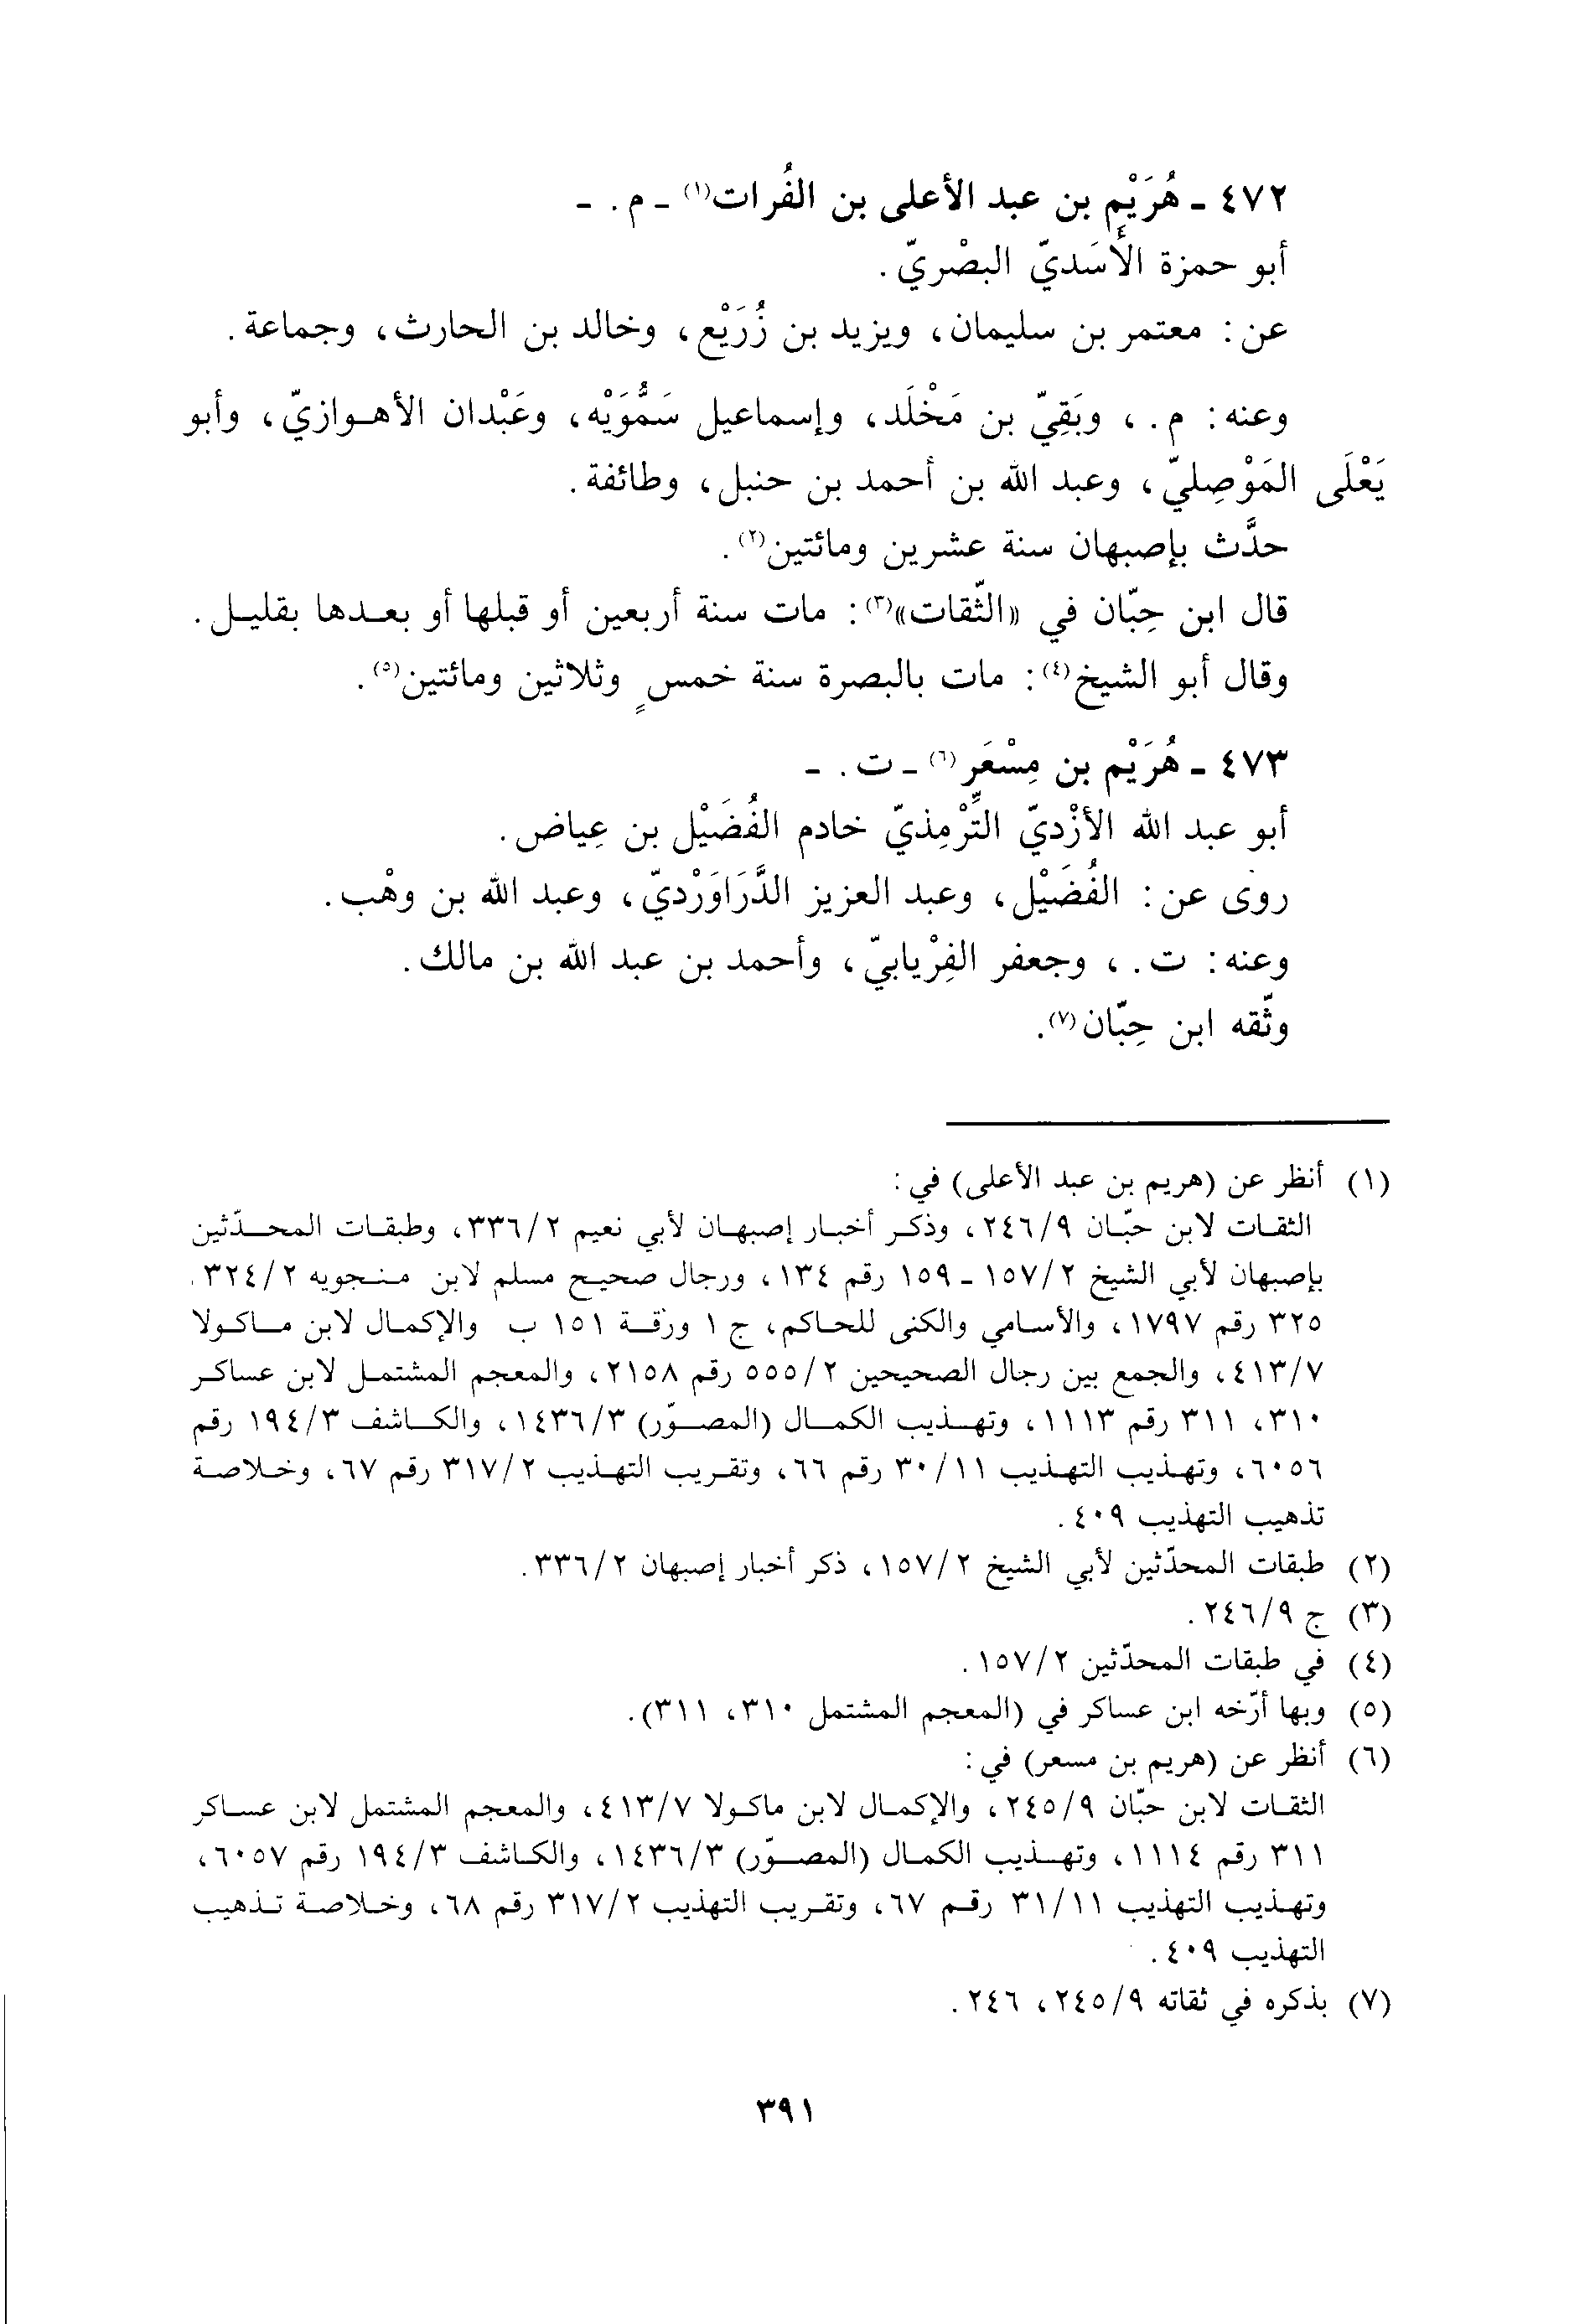 ٤٧٢ - هُرَيْم بن عبد الأعلى بن الفُرات(١) - م. -
أبو حمزة الأَسَديّ البصْريّ.
عن: معتمر بن سليمان، ويزيد بن زُرَيْع، وخالد بن الحارث، وجماعة.
وعنه: م.، وبَقِيّ بن مَخْلَد، وإسماعيل سَمُّوَيْه، وعَبْدان الأهوازيّ، وأبو
يَعْلَى المَوْصِليّ، وعبد الله بن أحمد بن حنبل، وطائفة.
حدَّث بإصبهان سنة عشرين ومائتين(٢).
قال ابن حِبّان في «الثّقات»(٣): مات سنة أربعين أو قبلها أو بعدها بقليل.
وقال أبو الشيخ(٤): مات بالبصرة سنة خمسٍ وثلاثين ومائتين(٥).
٤٧٣ - هُرَيْم بن مِسْعَر(٦) - ت. -
أبو عبد الله الأزْديّ التِّرْمِذيّ خادم الفُضَيْل بن عِياض.
روى عن: الفُضَيْل، وعبد العزيز الدَّرَاوَرْديّ، وعبد الله بن وهْب.
وعنه: ت.، وجعفر الفِرْيابيّ، وأحمد بن عبد الله بن مالك.
وثّقه ابن حِبّان(٧).
(١) أنظر عن (هريم بن عبد الأعلى) في:
الثقات لابن حبّان ٢٤٦/٩، وذكر أخبار إصبهان لأبي نعيم ٣٣٦/٢، وطبقات المحدّثين
بإصبهان لأبي الشيخ ١٥٧/٢ - ١٥٩ رقم ١٣٤، ورجال صحيح مسلم لابن منجويه ٣٢٤/٢.
٣٢٥ رقم ١٧٩٧، والأسامي والكنى للحاكم، ج ١ ورقة ١٥١ ب والإكمال لابن ماكولا
٤١٣/٧، والجمع بين رجال الصحيحين ٥٥٥/٢ رقم ٢١٥٨، والمعجم المشتمل لابن عساكر
٣١٠، ٣١١ رقم ١١١٣، وتهذيب الكمال (المصوّر) ١٤٣٦/٣، والكاشف ١٩٤/٣ رقم
٦٠٥٦، وتهذيب التهذيب ٣٠/١١ رقم ٦٦، وتقريب التهذيب ٣١٧/٢ رقم ٦٧، وخلاصة
تذهيب التهذيب ٤٠٩.
(٢) طبقات المحدّثين لأبي الشيخ ١٥٧/٢، ذكر أخبار إصبهان ٣٣٦/٢.
(٣) ج ٢٤٦/٩.
(٤) في طبقات المحدّثين ١٥٧/٢.
(٥) وبها أرّخه ابن عساكر في (المعجم المشتمل ٣١٠، ٣١١).
(٦) أنظر عن (هريم بن مسعر) في:
الثقات لابن حبّان ٢٤٥/٩، والإكمال لابن ماكولا ٤١٣/٧، والمعجم المشتمل لابن عساكر
٣١١ رقم ١١١٤، وتهذيب الكمال (المصوّر) ١٤٣٦/٣، والكاشف ١٩٤/٣ رقم ٦٠٥٧،
وتهذيب التهذيب ٣١/١١ رقم ٦٧، وتقريب التهذيب ٣١٧/٢ رقم ٦٨، وخلاصة تذهيب
التهذيب ٤٠٩.
(٧) بذكره في ثقاته ٢٤٥/٩، ٢٤٦.
٣٩١